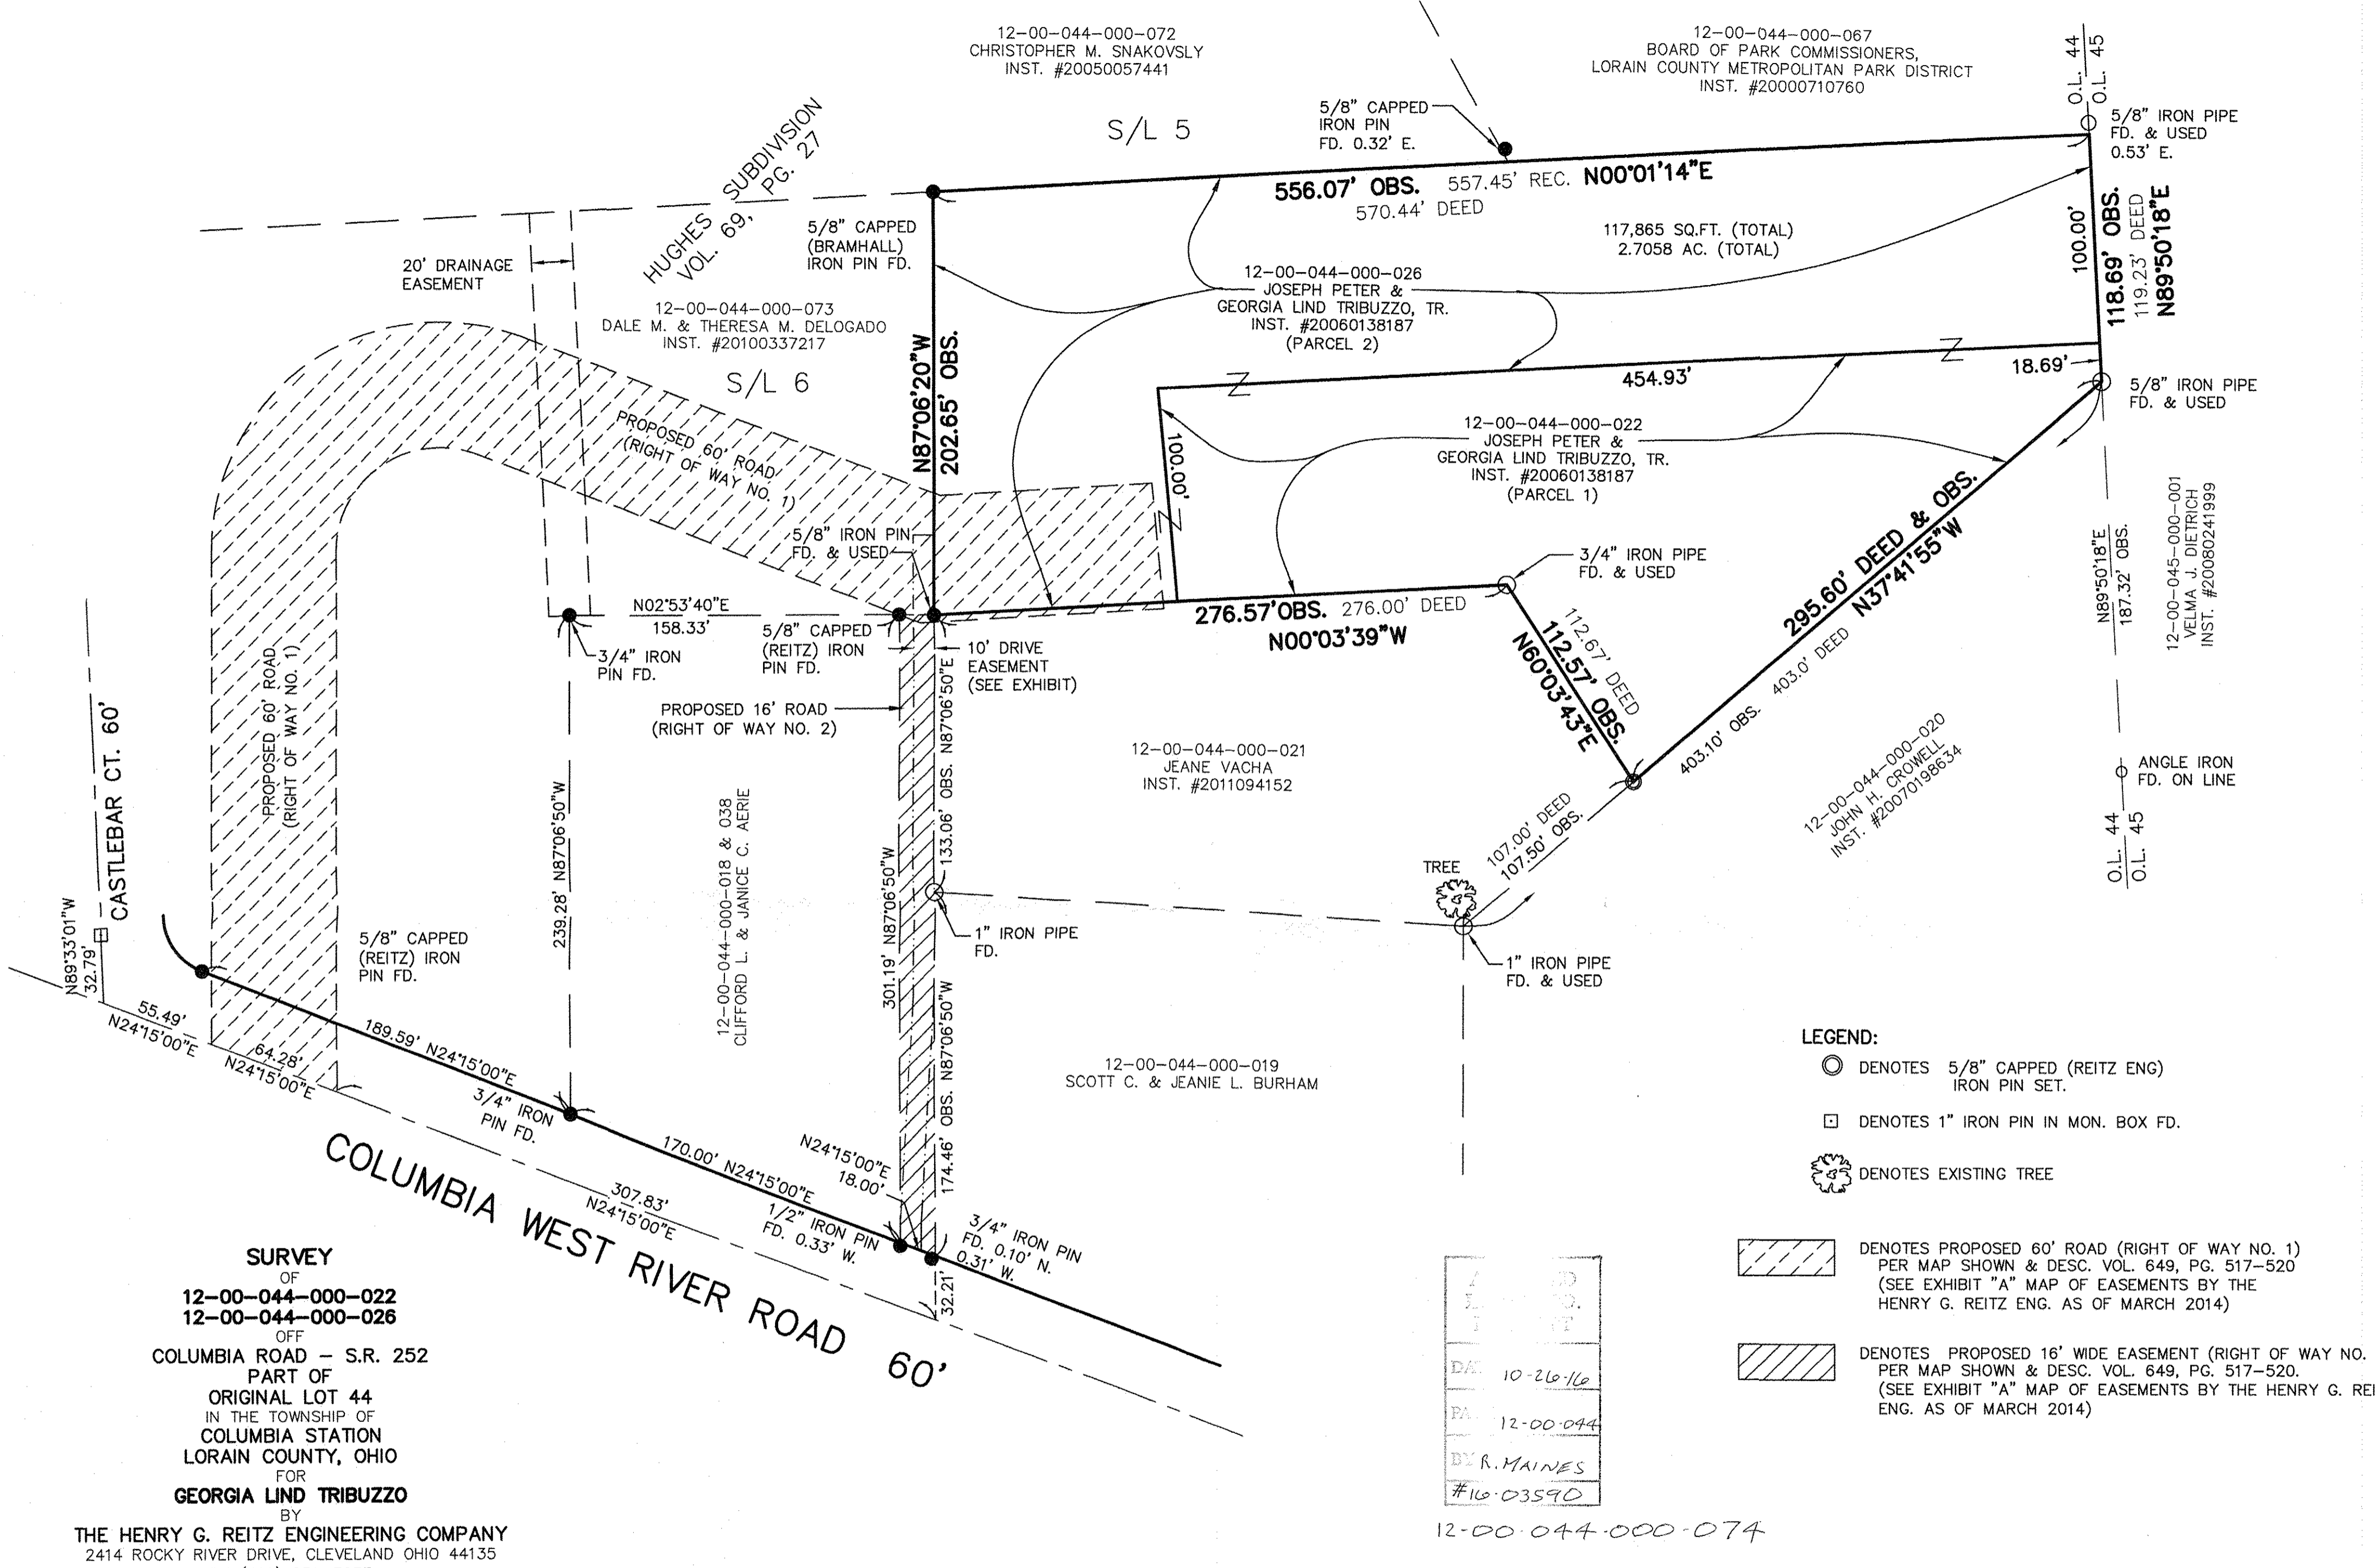 12-00-044-000-072
CHRISTOPHER M. SNAKOVSLY
INST. #20050057441
12-00-044-000-067
BOARD OF PARK COMMISSIONERS,
LORAIN COUNTY METROPOLITAN PARK DISTRICT
INST. #20000710760
O.L. 44
O.L. 45
5/8" IRON PIPE
FD. & USED
0.53' E.
5/8" CAPPED
IRON PIN
FD. 0.32' E.
S/L 5
HUGHES SUBDIVISION
VOL. 69, PG. 27
556.07' OBS. 557.45' REC. N00°01'14"E
570.44' DEED
117,865 SQ.FT. (TOTAL)
2.7058 AC. (TOTAL)
100.00'
118.69' OBS.
119.23' DEED
N89°50'18"E
5/8" CAPPED
(BRAMHALL)
IRON PIN FD.
20' DRAINAGE
EASEMENT
12-00-044-000-073
DALE M. & THERESA M. DELOGADO
INST. #20100337217
S/L 6
12-00-044-000-026
JOSEPH PETER &
GEORGIA LIND TRIBUZZO, TR.
INST. #20060138187
(PARCEL 2)
N87°06'20"W
202.65' OBS.
454.93'
18.69'
5/8" IRON PIPE
FD. & USED
PROPOSED 60' ROAD
(RIGHT OF WAY NO. 1)
100.00'
12-00-044-000-022
JOSEPH PETER &
GEORGIA LIND TRIBUZZO, TR.
INST. #20060138187
(PARCEL 1)
295.60' DEED & OBS.
N37°41'55"W
N89°50'18"E
187.32' OBS.
12-00-045-000-001
VELMA J. DIETRICH
INST. #20080241999
5/8" IRON PIN
FD. & USED
3/4" IRON PIPE
FD. & USED
N02°53'40"E
158.33'
276.57'OBS. 276.00' DEED
N00°03'39"W
112.67' DEED
112.57' OBS.
N60°03'43"E
403.10' OBS. 403.0' DEED
3/4" IRON
PIN FD.
5/8" CAPPED
(REITZ) IRON
PIN FD.
10' DRIVE
EASEMENT
(SEE EXHIBIT)
PROPOSED 16' ROAD
(RIGHT OF WAY NO. 2)
PROPOSED 60' ROAD
(RIGHT OF WAY NO. 1)
CASTLEBAR CT. 60'
239.28' N87°06'50"W
12-00-044-000-018 & 038
CLIFFORD L. & JANICE C. AERIE
301.19' N87°06'50"W
133.06' OBS. N87°06'50"E
174.46' OBS. N87°06'50"W
12-00-044-000-021
JEANE VACHA
INST. #2011094152
12-00-044-000-020
JOHN H. CROWELL
INST. #20070198634
ANGLE IRON
FD. ON LINE
O.L. 44
O.L. 45
107.00' DEED
107.50' OBS.
TREE
1" IRON PIPE
FD.
1" IRON PIPE
FD. & USED
N89°33'01"W
32.79'
5/8" CAPPED
(REITZ) IRON
PIN FD.
55.49'
N24°15'00"E
64.28'
N24°15'00"E
189.59' N24°15'00"E
3/4" IRON
PIN FD.
12-00-044-000-019
SCOTT C. & JEANIE L. BURHAM
170.00' N24°15'00"E
N24°15'00"E
18.00'
307.83'
N24°15'00"E
1/2" IRON PIN
FD. 0.33' W.
3/4" IRON PIN
FD. 0.10' N.
0.31' W.
32.21'
COLUMBIA WEST RIVER ROAD 60'
LEGEND:
DENOTES 5/8" CAPPED (REITZ ENG)
IRON PIN SET.
DENOTES 1" IRON PIN IN MON. BOX FD.
DENOTES EXISTING TREE
DENOTES PROPOSED 60' ROAD (RIGHT OF WAY NO. 1)
PER MAP SHOWN & DESC. VOL. 649, PG. 517-520
(SEE EXHIBIT "A" MAP OF EASEMENTS BY THE
HENRY G. REITZ ENG. AS OF MARCH 2014)
DENOTES PROPOSED 16' WIDE EASEMENT (RIGHT OF WAY NO.
PER MAP SHOWN & DESC. VOL. 649, PG. 517-520.
(SEE EXHIBIT "A" MAP OF EASEMENTS BY THE HENRY G. REI
ENG. AS OF MARCH 2014)
SURVEY
OF
12-00-044-000-022
12-00-044-000-026
OFF
COLUMBIA ROAD - S.R. 252
PART OF
ORIGINAL LOT 44
IN THE TOWNSHIP OF
COLUMBIA STATION
LORAIN COUNTY, OHIO
FOR
GEORGIA LIND TRIBUZZO
BY
THE HENRY G. REITZ ENGINEERING COMPANY
2414 ROCKY RIVER DRIVE, CLEVELAND OHIO 44135
10-26-16
12-00-044
BY R. MAINES
#16-03590
12-00-044-000-074